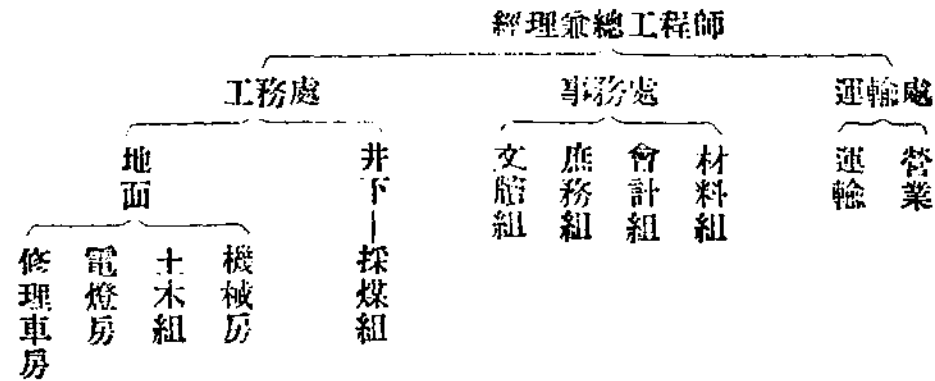 經理兼總工程師
工務處
事務處
運輸處
地面
井下—採煤組
文牘組
庶務組
會計組
材料組
運輸
營業
修理車房
電燈房
土木組
機械房